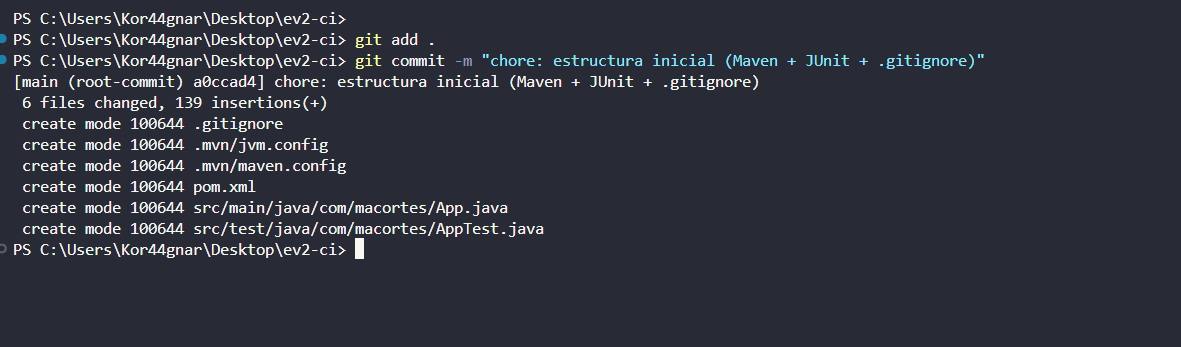 PS C:\Users\Kor44gnar\Desktop\ev2-ci>
PS C:\Users\Kor44gnar\Desktop\ev2-ci> git add .
PS C:\Users\Kor44gnar\Desktop\ev2-ci> git commit -m "chore: estructura inicial (Maven + JUnit + .gitignore)"
[main (root-commit) a0ccad4] chore: estructura inicial (Maven + JUnit + .gitignore)
 6 files changed, 139 insertions(+)
 create mode 100644 .gitignore
 create mode 100644 .mvn/jvm.config
 create mode 100644 .mvn/maven.config
 create mode 100644 pom.xml
 create mode 100644 src/main/java/com/macortes/App.java
 create mode 100644 src/test/java/com/macortes/AppTest.java
PS C:\Users\Kor44gnar\Desktop\ev2-ci>